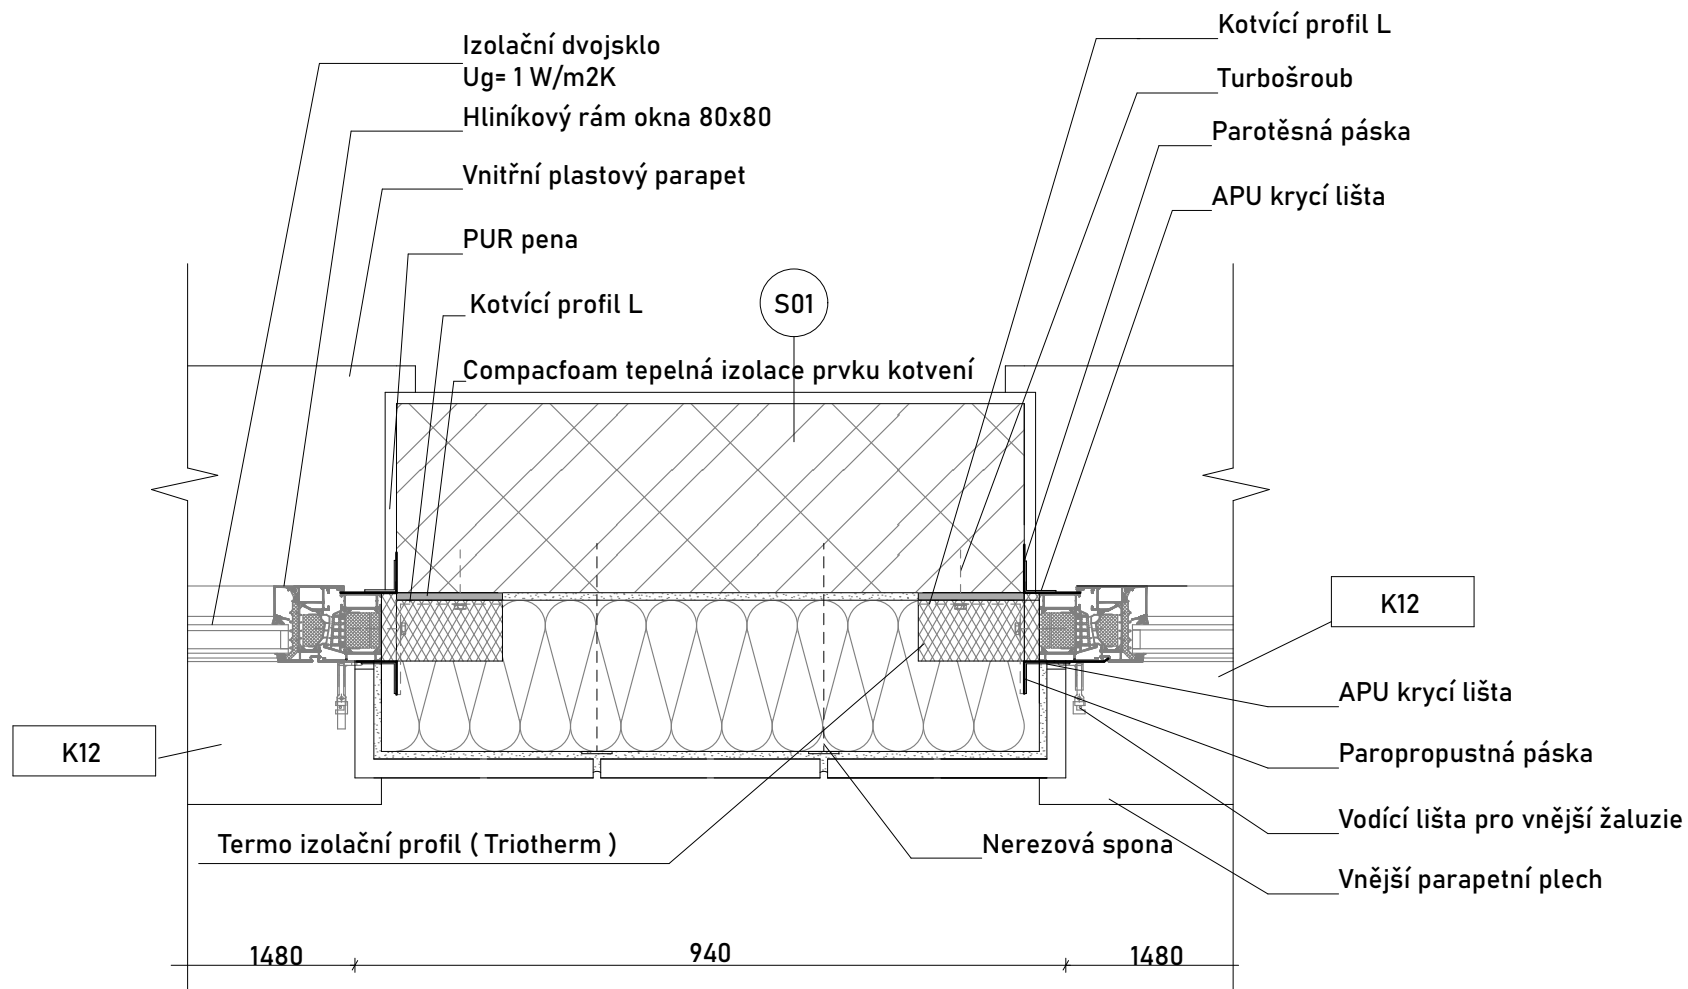 Izolační dvojsklo
Ug= 1 W/m2K
Hliníkový rám okna 80x80
Vnitřní plastový parapet
PUR pena
Kotvící profil L
Compacfoam tepelná izolace prvku kotvení
S01
Kotvící profil L
Turbošroub
Parotěsná páska
APU krycí lišta
K12
APU krycí lišta
Paropropustná páska
Vodící lišta pro vnější žaluzie
Vnější parapetní plech
K12
Termo izolační profil ( Triotherm )
Nerezová spona
1480
940
1480